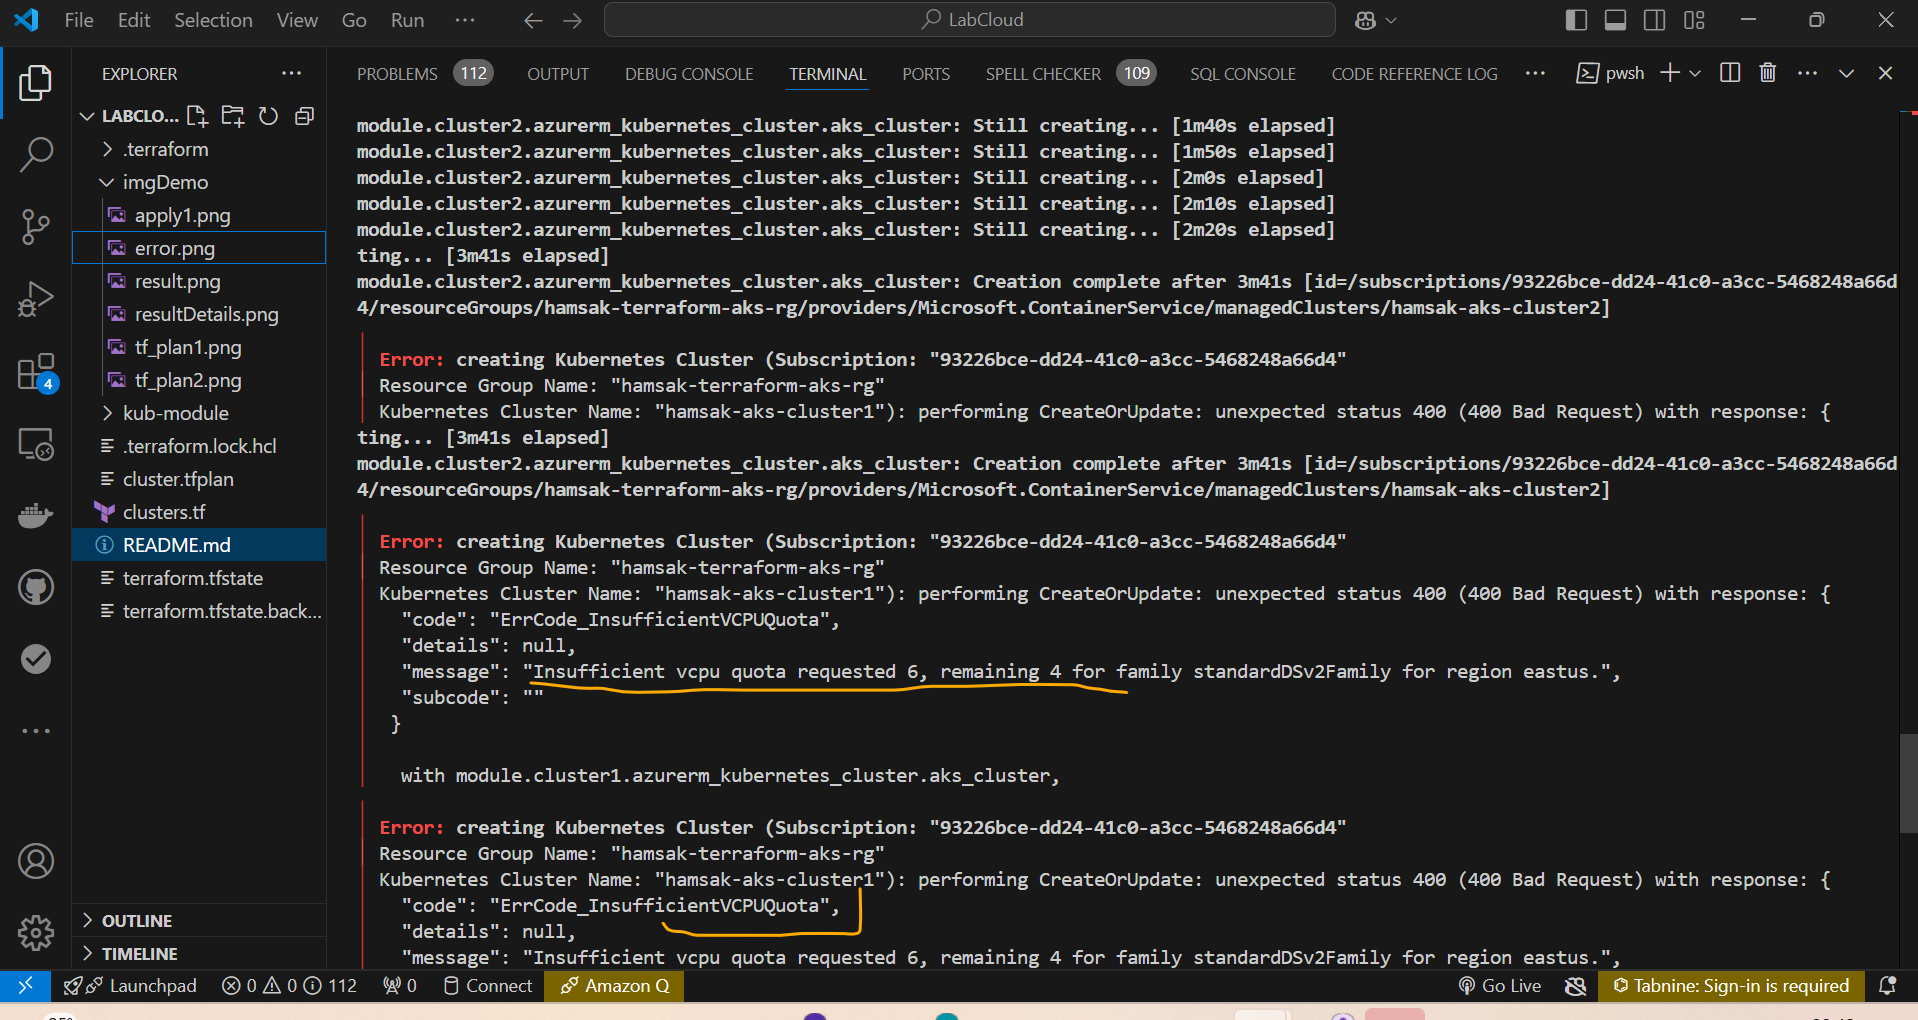 File Edit Selection View Go Run ··· LabCloud
EXPLORER ···
LABCLO...
.terraform
imgDemo
apply1.png
error.png
result.png
resultDetails.png
tf_plan1.png
tf_plan2.png
kub-module
.terraform.lock.hcl
cluster.tfplan
clusters.tf
README.md
terraform.tfstate
terraform.tfstate.back...
OUTLINE
TIMELINE
4
PROBLEMS 112 OUTPUT DEBUG CONSOLE TERMINAL PORTS SPELL CHECKER 109 SQL CONSOLE CODE REFERENCE LOG ··· pwsh ···
module.cluster2.azurerm_kubernetes_cluster.aks_cluster: Still creating... [1m40s elapsed]
module.cluster2.azurerm_kubernetes_cluster.aks_cluster: Still creating... [1m50s elapsed]
module.cluster2.azurerm_kubernetes_cluster.aks_cluster: Still creating... [2m0s elapsed]
module.cluster2.azurerm_kubernetes_cluster.aks_cluster: Still creating... [2m10s elapsed]
module.cluster2.azurerm_kubernetes_cluster.aks_cluster: Still creating... [2m20s elapsed]
ting... [3m41s elapsed]
module.cluster2.azurerm_kubernetes_cluster.aks_cluster: Creation complete after 3m41s [id=/subscriptions/93226bce-dd24-41c0-a3cc-5468248a66d
4/resourceGroups/hamsak-terraform-aks-rg/providers/Microsoft.ContainerService/managedClusters/hamsak-aks-cluster2]
Error: creating Kubernetes Cluster (Subscription: "93226bce-dd24-41c0-a3cc-5468248a66d4"
Resource Group Name: "hamsak-terraform-aks-rg"
Kubernetes Cluster Name: "hamsak-aks-cluster1"): performing CreateOrUpdate: unexpected status 400 (400 Bad Request) with response: {
ting... [3m41s elapsed]
module.cluster2.azurerm_kubernetes_cluster.aks_cluster: Creation complete after 3m41s [id=/subscriptions/93226bce-dd24-41c0-a3cc-5468248a66d
4/resourceGroups/hamsak-terraform-aks-rg/providers/Microsoft.ContainerService/managedClusters/hamsak-aks-cluster2]
Error: creating Kubernetes Cluster (Subscription: "93226bce-dd24-41c0-a3cc-5468248a66d4"
Resource Group Name: "hamsak-terraform-aks-rg"
Kubernetes Cluster Name: "hamsak-aks-cluster1"): performing CreateOrUpdate: unexpected status 400 (400 Bad Request) with response: {
"code": "ErrCode_InsufficientVCPUQuota",
"details": null,
"message": "Insufficient vcpu quota requested 6, remaining 4 for family standardDSv2Family for region eastus.",
"subcode": ""
}
with module.cluster1.azurerm_kubernetes_cluster.aks_cluster,
Error: creating Kubernetes Cluster (Subscription: "93226bce-dd24-41c0-a3cc-5468248a66d4"
Resource Group Name: "hamsak-terraform-aks-rg"
Kubernetes Cluster Name: "hamsak-aks-cluster1"): performing CreateOrUpdate: unexpected status 400 (400 Bad Request) with response: {
"code": "ErrCode_InsufficientVCPUQuota",
"details": null,
"message": "Insufficient vcpu quota requested 6, remaining 4 for family standardDSv2Family for region eastus.",
Launchpad 0 0 112 0 Connect Amazon Q Go Live Tabnine: Sign-in is required